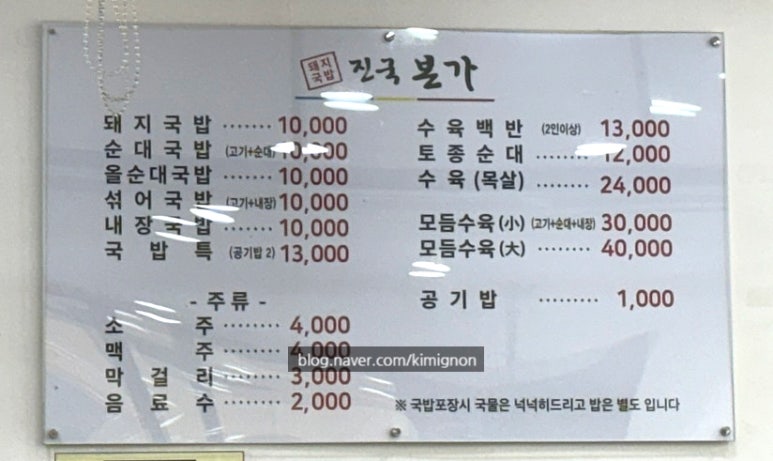 돼지국밥 진국 본가
돼지국밥 ······· 10,000
순대국밥 (고기+순대) 10,000
올순대국밥 ······· 10,000
섞어국밥 (고기+내장) 10,000
내장국밥 ······· 10,000
국밥특 (공기밥 2) 13,000
- 주류 -
소주 ········ 4,000
맥주 ········ 4,000
막걸리 ········ 3,000
음료수 ········ 2,000
수육백반 (2인이상) 13,000
토종순대 ········ 12,000
수육(목살) ········ 24,000
모듬수육(小) (고기+순대+내장) 30,000
모듬수육(大) ········ 40,000
공기밥 ········· 1,000
※ 국밥포장시 국물은 넉넉히드리고 밥은 별도 입니다
blog.naver.com/kimignon